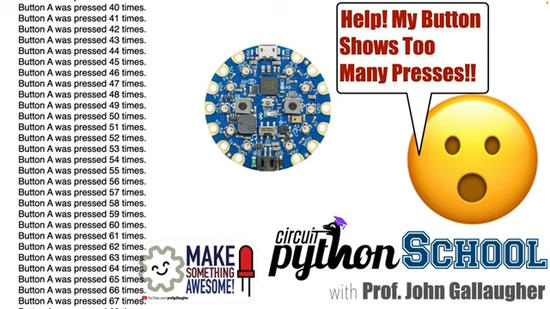 Button A was pressed 40 times.
Button A was pressed 41 times.
Button A was pressed 42 times.
Button A was pressed 43 times.
Button A was pressed 44 times.
Button A was pressed 45 times.
Button A was pressed 46 times.
Button A was pressed 47 times.
Button A was pressed 48 times.
Button A was pressed 49 times.
Button A was pressed 50 times.
Button A was pressed 51 times.
Button A was pressed 52 times.
Button A was pressed 53 times.
Button A was pressed 54 times.
Button A was pressed 55 times.
Button A was pressed 56 times.
Button A was pressed 57 times.
Button A was pressed 58 times.
Button A was pressed 59 times.
Button A was pressed 60 times.
Button A was pressed 61 times.
Button A was pressed 62 times.
Button A was pressed 63 times.
Button A was pressed 64 times.
Button A was pressed 65 times.
Button A was pressed 66 times.
Button A was pressed 67 times.
Help! My Button
Shows Too
Many Presses!!
MAKE
SOMETHING
AWESOME!
YouTube.com/profgallaugher
circuit
python SCHOOL
with Prof. John Gallaugher